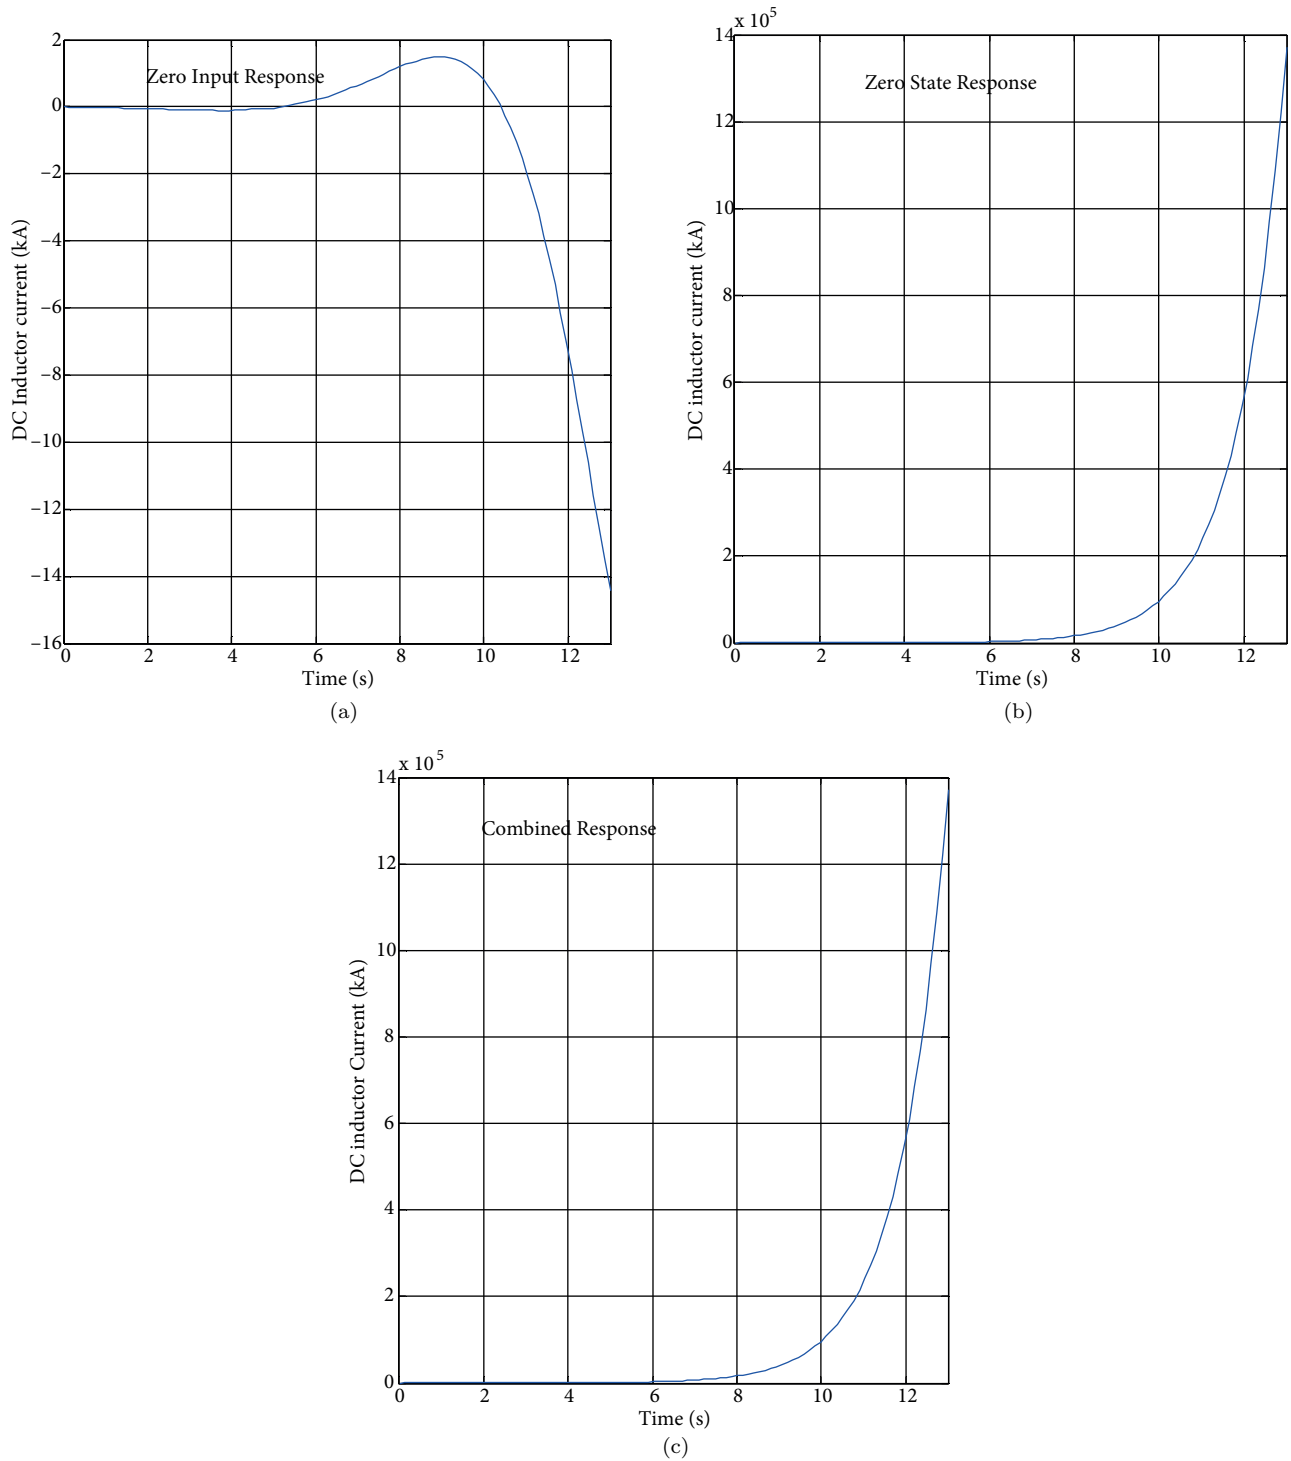 2
0
−2
−4
−6
−8
−10
−12
−14
−16
Zero Input Response
DC Inductor current (kA)
0 2 4 6 8 10 12
Time (s)
(a)
x 10^5
14
12
10
8
6
4
2
0
Zero State Response
DC inductor current (kA)
0 2 4 6 8 10 12
Time (s)
(b)
x 10^5
14
12
10
8
6
4
2
0
Combined Response
DC inductor Current (kA)
0 2 4 6 8 10 12
Time (s)
(c)